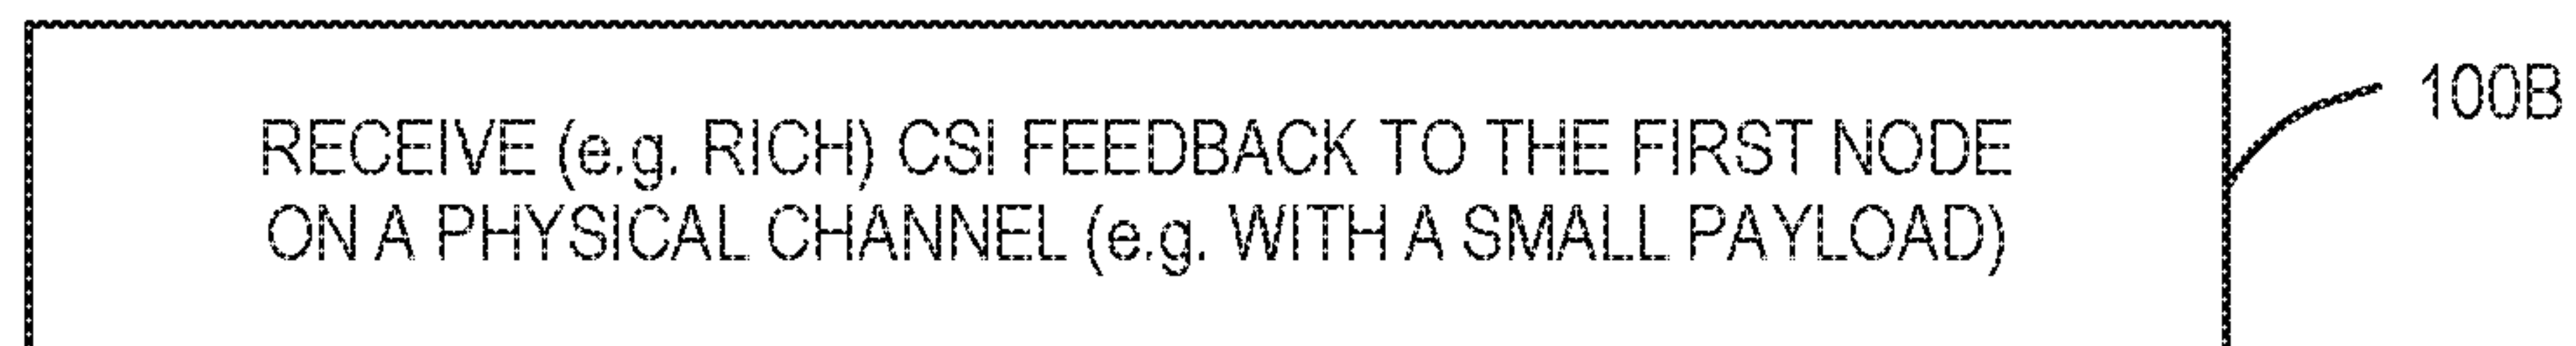 100B
RECEIVE (e.g. RICH) CSI FEEDBACK TO THE FIRST NODE
ON A PHYSICAL CHANNEL (e.g. WITH A SMALL PAYLOAD)